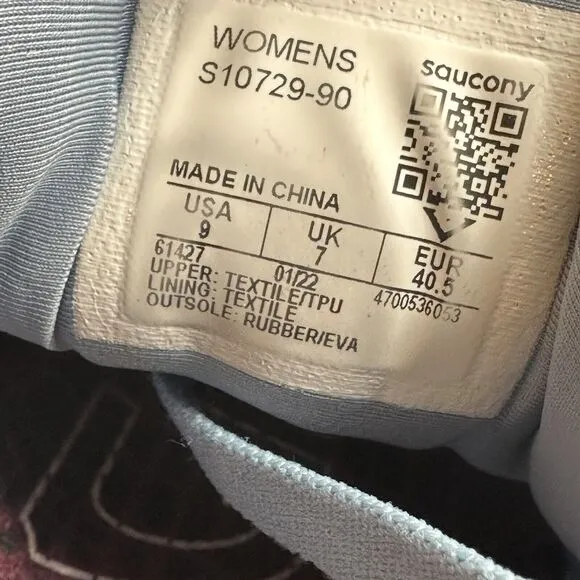 WOMENS
S10729-90
saucony
MADE IN CHINA
USA UK EUR
9 7 40.5
61427 01/22 4700536053
UPPER: TEXTILE/TPU
LINING: TEXTILE
OUTSOLE: RUBBER/EVA